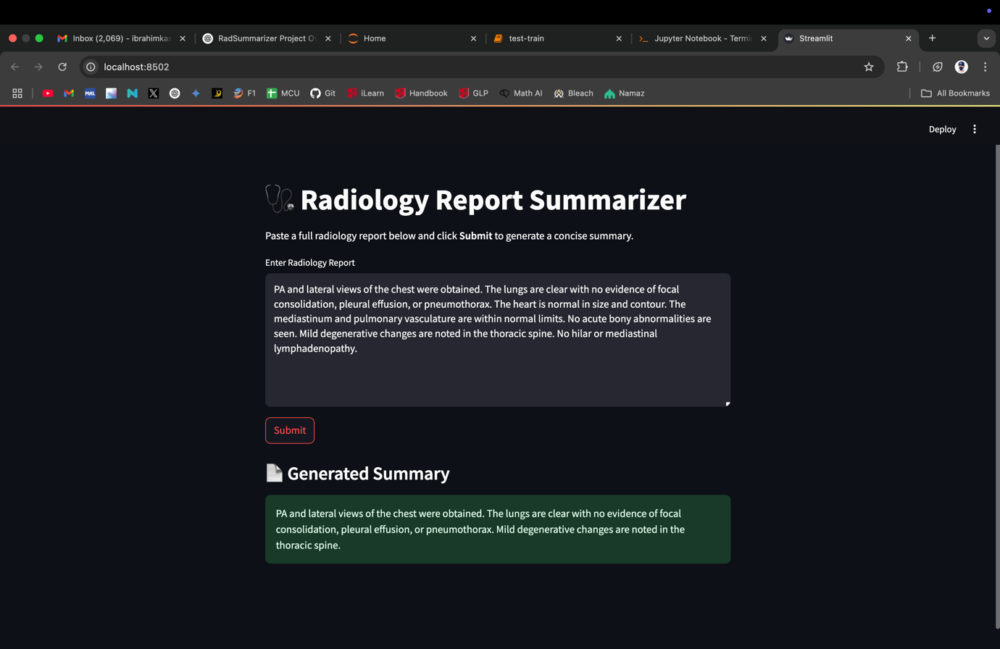 Inbox (2,069) - ibrahimkas
RadSummarizer Project Ov
Home
test-train
Jupyter Notebook - Termi
Streamlit
localhost:8502
MAL
F1
MCU
Git
iLearn
Handbook
GLP
Math AI
Bleach
Namaz
All Bookmarks
Deploy
Radiology Report Summarizer
Paste a full radiology report below and click Submit to generate a concise summary.
Enter Radiology Report
PA and lateral views of the chest were obtained. The lungs are clear with no evidence of focal
consolidation, pleural effusion, or pneumothorax. The heart is normal in size and contour. The
mediastinum and pulmonary vasculature are within normal limits. No acute bony abnormalities are
seen. Mild degenerative changes are noted in the thoracic spine. No hilar or mediastinal
lymphadenopathy.
Submit
Generated Summary
PA and lateral views of the chest were obtained. The lungs are clear with no evidence of focal
consolidation, pleural effusion, or pneumothorax. Mild degenerative changes are noted in the
thoracic spine.